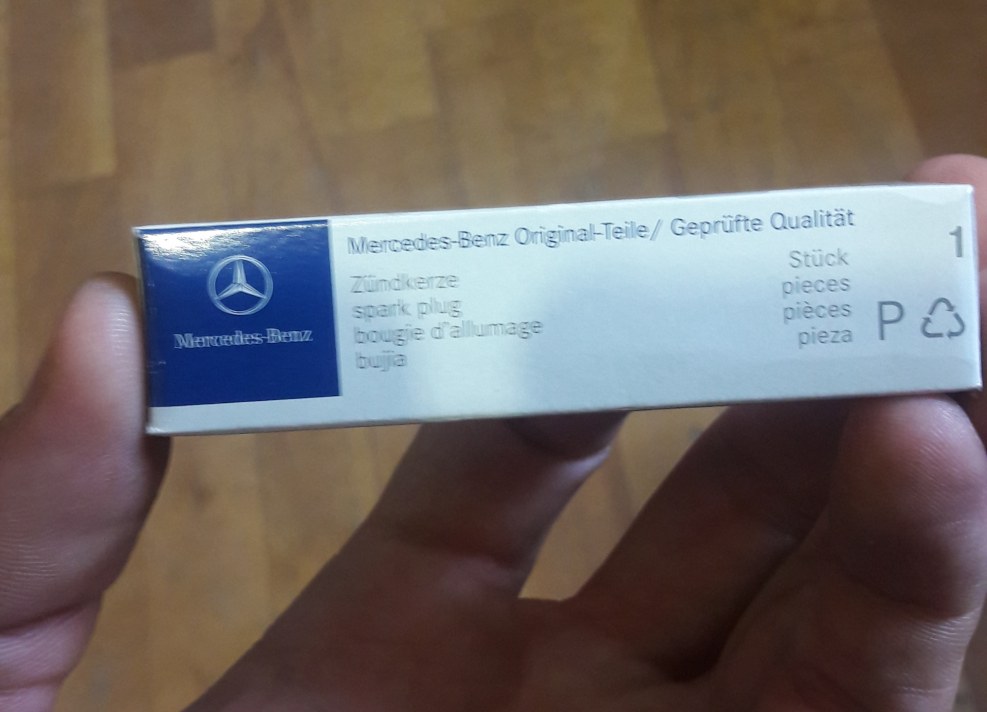 Mercedes-Benz
Mercedes-Benz Original-Teile/ Geprüfte Qualität
Zündkerze
spark plug
bougie d'allumage
bujia
Stück
pieces
pièces
pieza
1
P